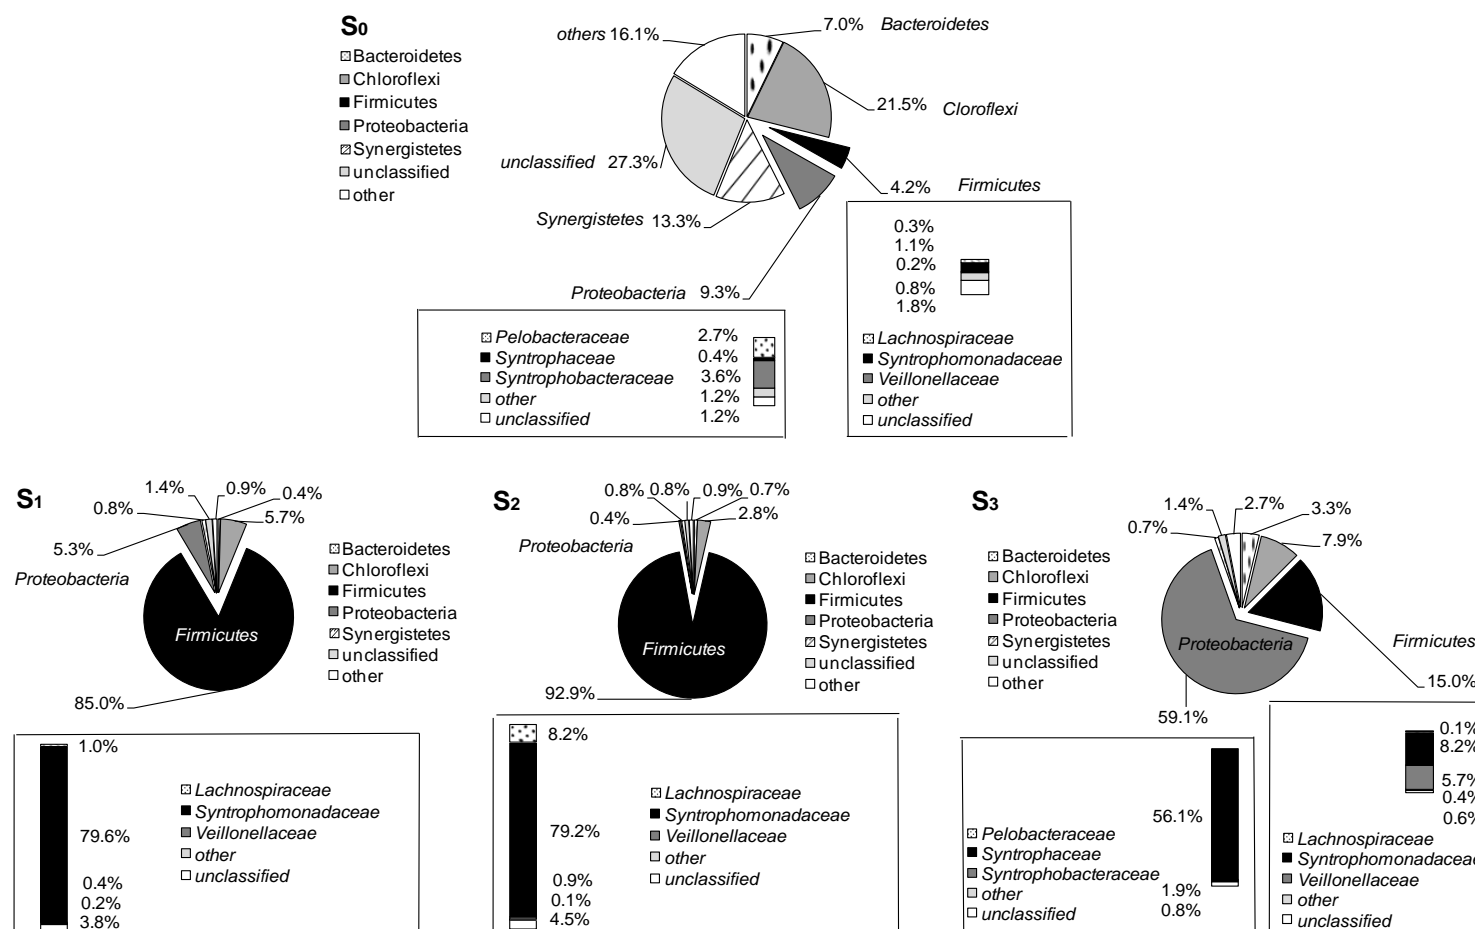 S0
Bacteroidetes
Chloroflexi
Firmicutes
Proteobacteria
Synergistetes
unclassified
other
others 16.1%
7.0% Bacteroidetes
21.5% Cloroflexi
unclassified 27.3%
4.2% Firmicutes
Synergistetes 13.3%
Proteobacteria 9.3%
0.3%
1.1%
0.2%
0.8%
1.8%
Lachnospiraceae
Syntrophomonadaceae
Veillonellaceae
other
unclassified
Pelobacteraceae 2.7%
Syntrophaceae 0.4%
Syntrophobacteraceae 3.6%
other 1.2%
unclassified 1.2%
S1
1.4% 0.9% 0.4%
0.8% 5.7%
5.3%
Proteobacteria
Firmicutes
85.0%
Bacteroidetes
Chloroflexi
Firmicutes
Proteobacteria
Synergistetes
unclassified
other
1.0%
79.6%
0.4%
0.2%
3.8%
Lachnospiraceae
Syntrophomonadaceae
Veillonellaceae
other
unclassified
S2
0.8% 0.8% 0.9% 0.7%
0.4% 2.8%
Proteobacteria
Firmicutes
92.9%
Bacteroidetes
Chloroflexi
Firmicutes
Proteobacteria
Synergistetes
unclassified
other
8.2%
79.2%
0.9%
0.1%
4.5%
Lachnospiraceae
Syntrophomonadaceae
Veillonellaceae
other
unclassified
S3
1.4% 2.7% 3.3%
0.7% 7.9%
Bacteroidetes
Chloroflexi
Firmicutes
Proteobacteria
Synergistetes
unclassified
other
Proteobacteria
Firmicutes
15.0%
59.1%
56.1%
1.9%
0.8%
Pelobacteraceae
Syntrophaceae
Syntrophobacteraceae
other
unclassified
0.1%
8.2%
5.7%
0.4%
0.6%
Lachnospiraceae
Syntrophomonadaceae
Veillonellaceae
other
unclassified